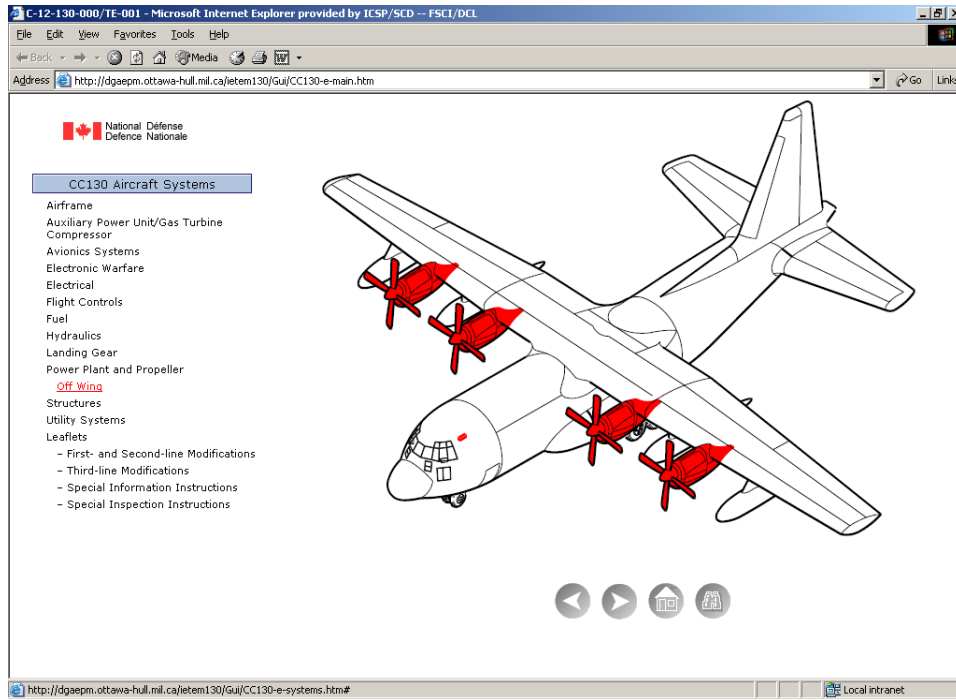 C-12-130-000/TE-001 - Microsoft Internet Explorer provided by ICSP/SCD -- FSCI/DCL
File Edit View Favorites Tools Help
Back Media
Address http://dgaepm.ottawa-hull.mil.ca/ietem130/Gui/CC130-e-main.htm Go Links
National Défense
Defence Nationale
CC130 Aircraft Systems
Airframe
Auxiliary Power Unit/Gas Turbine
Compressor
Avionics Systems
Electronic Warfare
Electrical
Flight Controls
Fuel
Hydraulics
Landing Gear
Power Plant and Propeller
Off Wing
Structures
Utility Systems
Leaflets
– First- and Second-line Modifications
– Third-line Modifications
– Special Information Instructions
– Special Inspection Instructions
http://dgaepm.ottawa-hull.mil.ca/ietem130/Gui/CC130-e-systems.htm# Local intranet